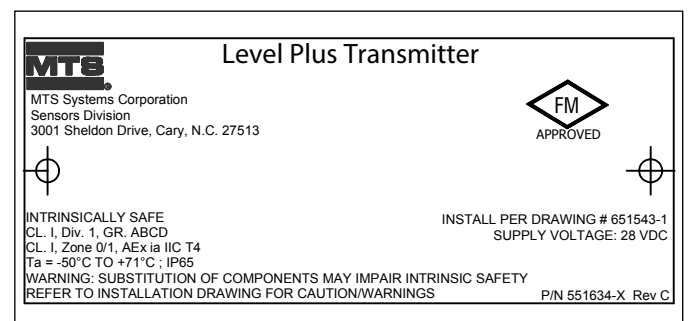 MTS
Level Plus Transmitter
®
MTS Systems Corporation
Sensors Division
3001 Sheldon Drive, Cary, N.C. 27513
FM
APPROVED
INTRINSICALLY SAFE
CL. I, Div. 1, GR. ABCD
CL. I, Zone 0/1, AEx ia IIC T4
Ta = -50°C TO +71°C ; IP65
INSTALL PER DRAWING # 651543-1
SUPPLY VOLTAGE: 28 VDC
WARNING: SUBSTITUTION OF COMPONENTS MAY IMPAIR INTRINSIC SAFETY
REFER TO INSTALLATION DRAWING FOR CAUTION/WARNINGS
P/N 551634-X Rev C